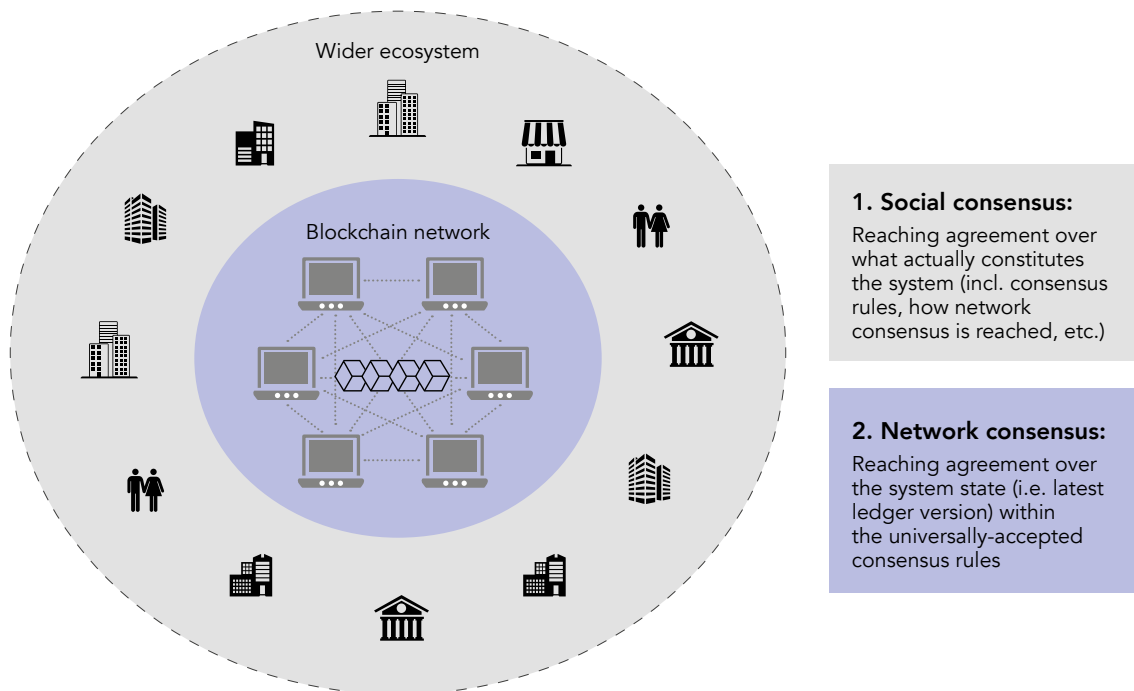 Wider ecosystem
Blockchain network
1. Social consensus:
Reaching agreement over
what actually constitutes
the system (incl. consensus
rules, how network
consensus is reached, etc.)
2. Network consensus:
Reaching agreement over
the system state (i.e. latest
ledger version) within
the universally-accepted
consensus rules